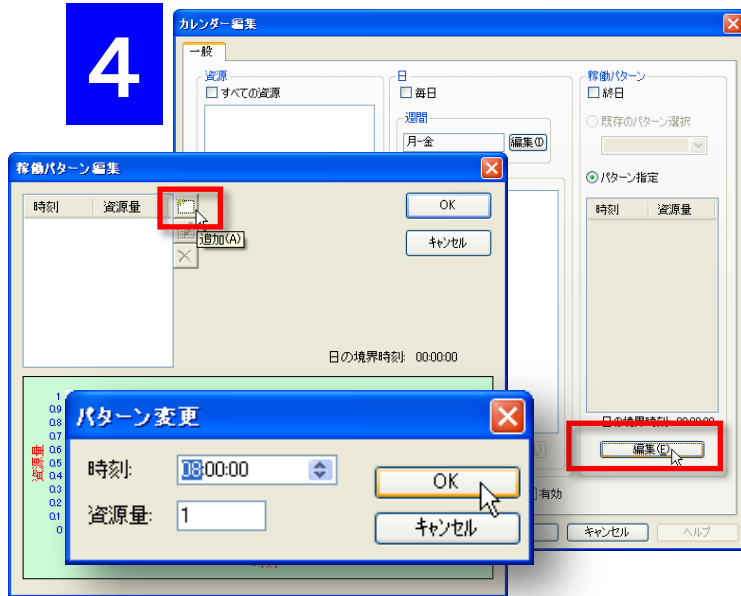 4
カレンダー編集
一般
資源
すべての資源
日
毎日
週間
月-金
編集(I)
稼働パターン
終日
既存のパターン選択
パターン指定
時刻 資源量
日の境界時刻: 00:00:00
編集(E)
有効
キャンセル
ヘルプ
稼働パターン編集
時刻 資源量
追加(A)
OK
キャンセル
日の境界時刻: 00:00:00
資源量
1
0.9
0.8
0.7
0.6
0.5
0.4
0.3
0.2
0.1
0
パターン変更
時刻: 08:00:00
資源量: 1
OK
キャンセル